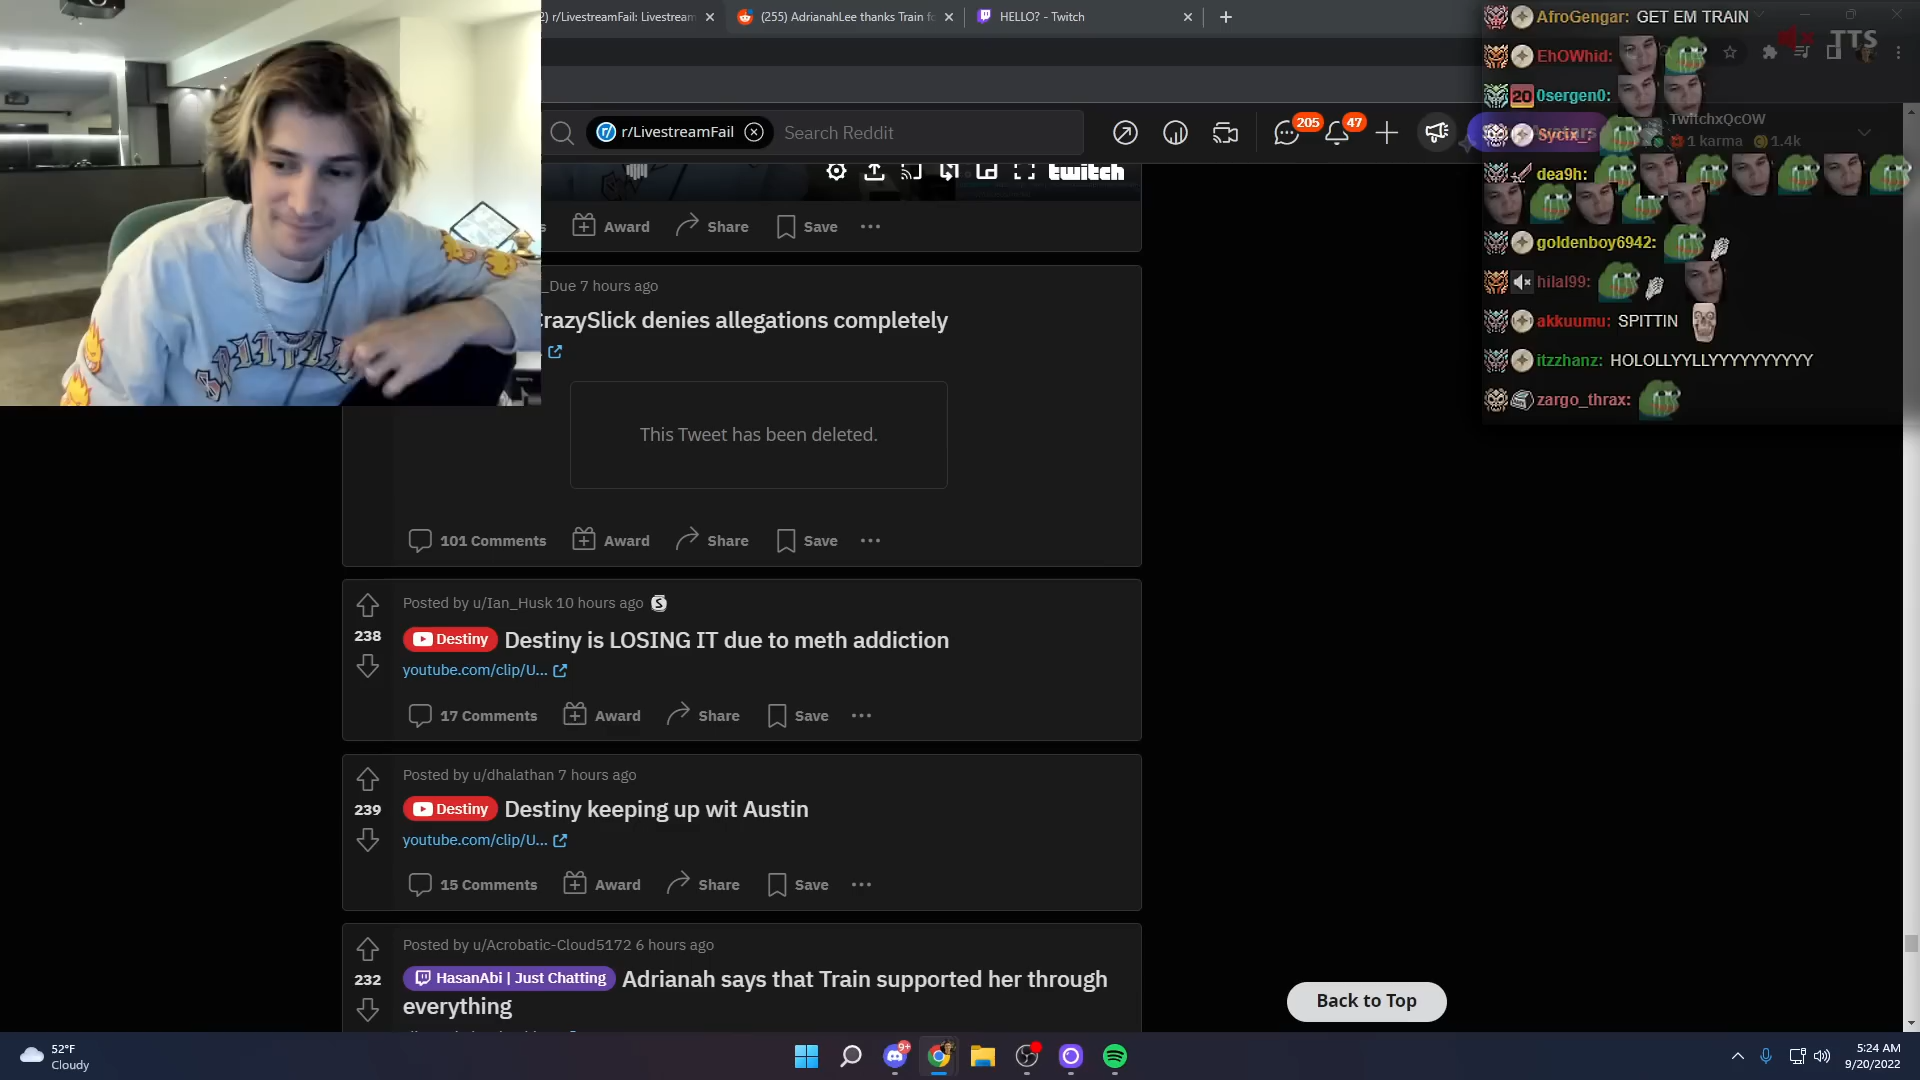 r/LivestreamFail: Livestream
(255) AdrianahLee thanks Train fo
HELLO? - Twitch
r/LivestreamFail
Search Reddit
205
47
TwitchxQcOW
1 karma
1.4k
TTS
AfroGengar: GET EM TRAIN
EhOWhid:
20 0sergen0:
Sycix_:
dea9h:
goldenboy6942:
hilal99:
akkuumu: SPITTIN
itzzhanz: HOLOLLYYLLYYYYYYYYYY
zargo_thrax:
twitch
Award
Share
Save
_Due 7 hours ago
CrazySlick denies allegations completely
This Tweet has been deleted.
101 Comments
Award
Share
Save
Posted by u/Ian_Husk 10 hours ago
238
Destiny
Destiny is LOSING IT due to meth addiction
youtube.com/clip/U...
17 Comments
Award
Share
Save
Posted by u/dhalathan 7 hours ago
239
Destiny
Destiny keeping up wit Austin
youtube.com/clip/U...
15 Comments
Award
Share
Save
Posted by u/Acrobatic-Cloud5172 6 hours ago
232
HasanAbi | Just Chatting
Adrianah says that Train supported her through
everything
Back to Top
52°F
Cloudy
9+
5:24 AM
9/20/2022